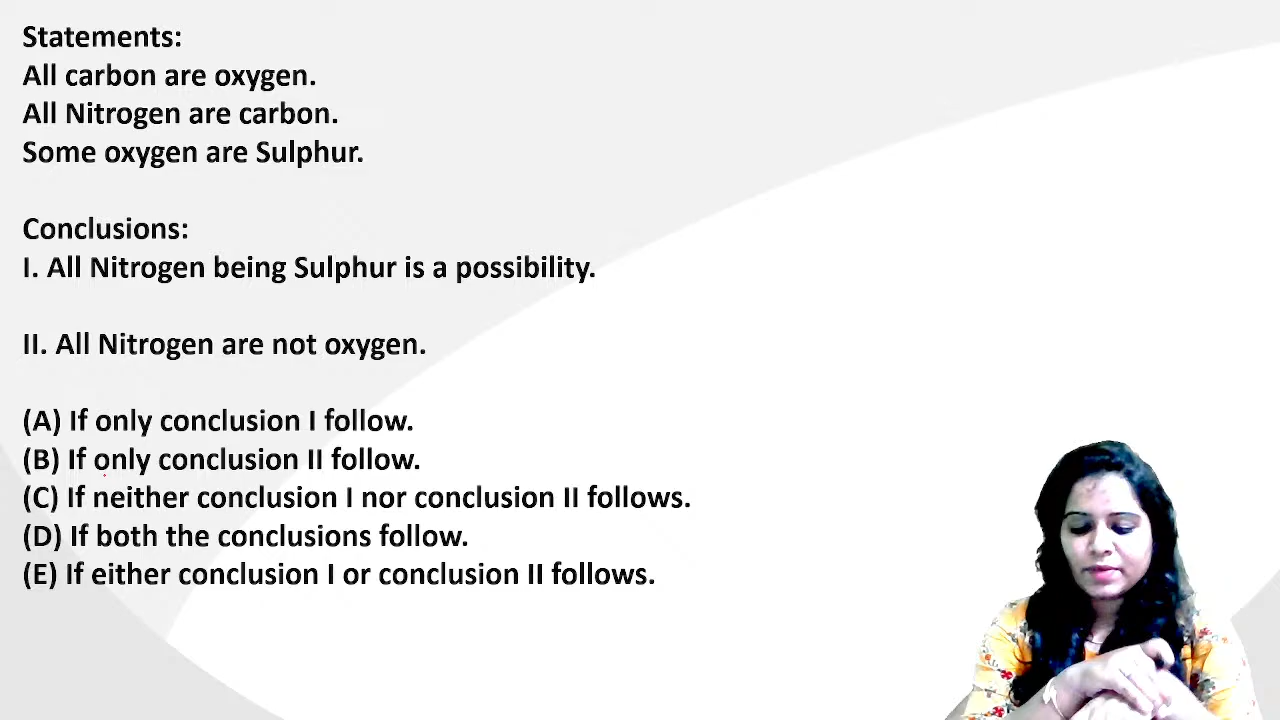 Statements:
All carbon are oxygen.
All Nitrogen are carbon.
Some oxygen are Sulphur.
Conclusions:
I. All Nitrogen being Sulphur is a possibility.
II. All Nitrogen are not oxygen.
(A) If only conclusion I follow.
(B) If only conclusion II follow.
(C) If neither conclusion I nor conclusion II follows.
(D) If both the conclusions follow.
(E) If either conclusion I or conclusion II follows.